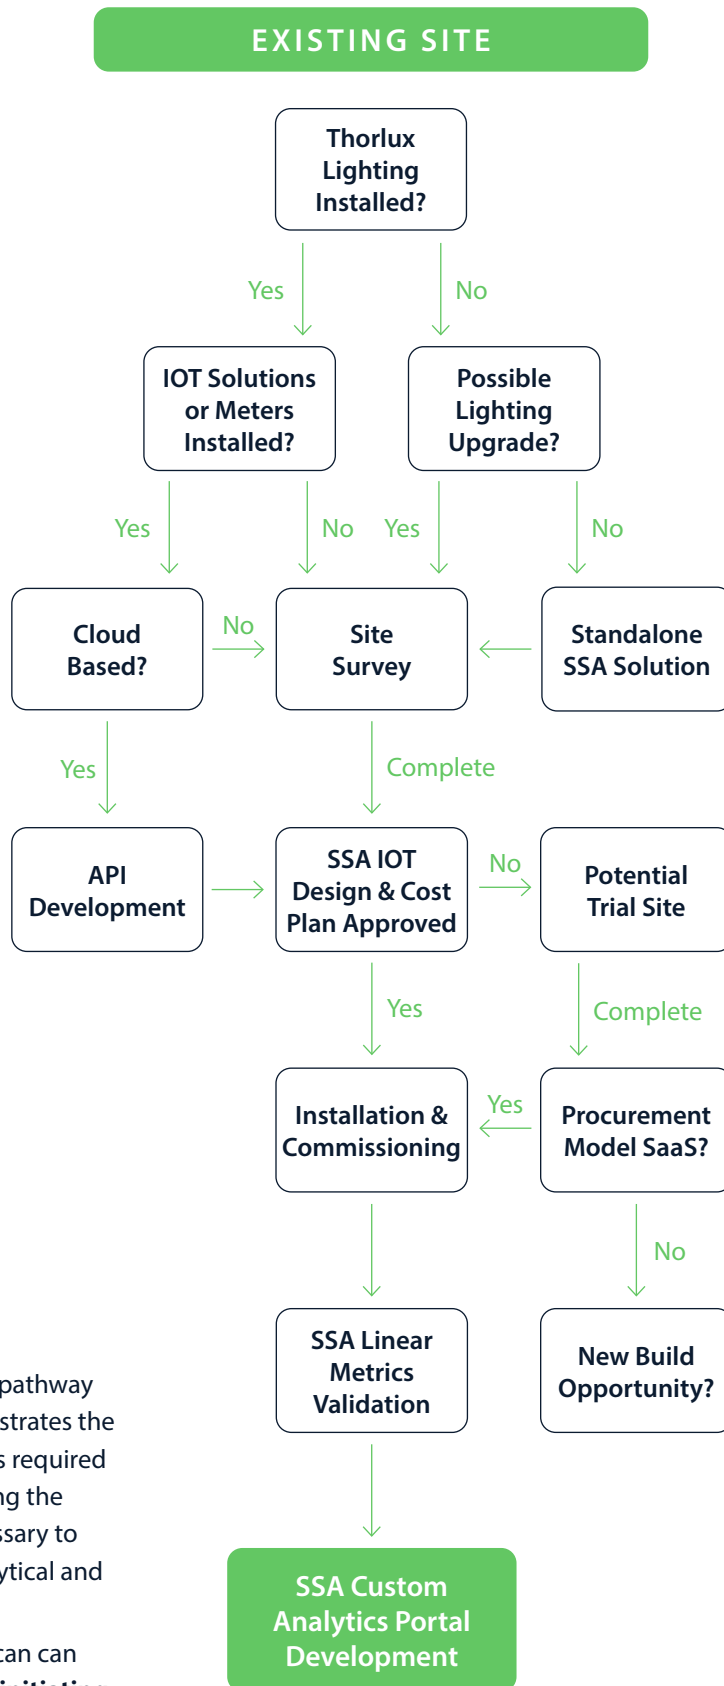 EXISTING SITE
Thorlux
Lighting
Installed?
Yes
No
IOT Solutions
or Meters
Installed?
Possible
Lighting
Upgrade?
Yes
No
Yes
No
Cloud
Based?
No
Site
Survey
Standalone
SSA Solution
Yes
Complete
API
Development
SSA IOT
Design & Cost
Plan Approved
No
Potential
Trial Site
Yes
Complete
Installation &
Commissioning
Yes
Procurement
Model SaaS?
No
SSA Linear
Metrics
Validation
New Build
Opportunity?
SSA Custom
Analytics Portal
Development
pathway
strates the
s required
ng the
ssary to
ytical and
can can
initiating